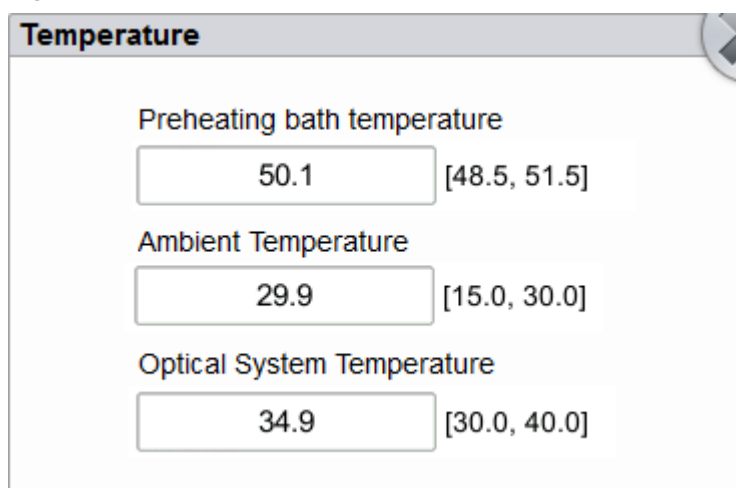 Temperature
Preheating bath temperature
50.1 [48.5, 51.5]
Ambient Temperature
29.9 [15.0, 30.0]
Optical System Temperature
34.9 [30.0, 40.0]